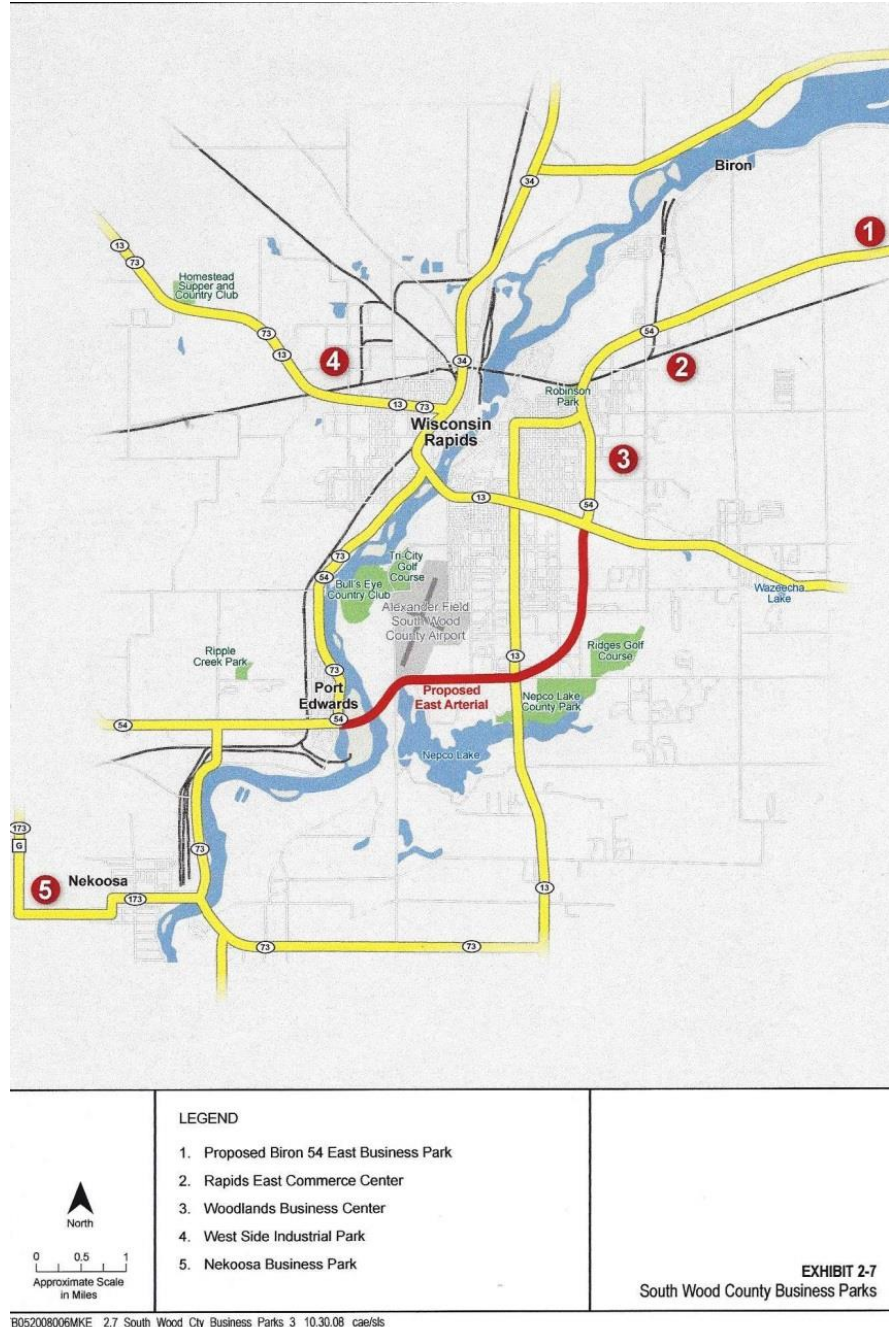 Biron
1
34
13
73
Homestead
Supper and
Country Club
73
13
4
34
54
2
Robinson
Park
13
73
Wisconsin
Rapids
3
13
54
73
54
Tri-City
Golf
Course
Bull's Eye
Country Club
Wazeecha
Lake
Alexander Field
South Wood
County Airport
Ripple
Creek Park
Ridges Golf
Course
13
73
Port
Edwards
Proposed
East Arterial
Nepco Lake
County Park
54
54
Nepco Lake
173
G
73
5
Nekoosa
173
13
73
73
LEGEND
1. Proposed Biron 54 East Business Park
2. Rapids East Commerce Center
3. Woodlands Business Center
4. West Side Industrial Park
5. Nekoosa Business Park
North
0 0.5 1
Approximate Scale
in Miles
EXHIBIT 2-7
South Wood County Business Parks
TB052008006MKE 2.7 South Wood Cty Business Parks 3 10.30.08 cae/sls